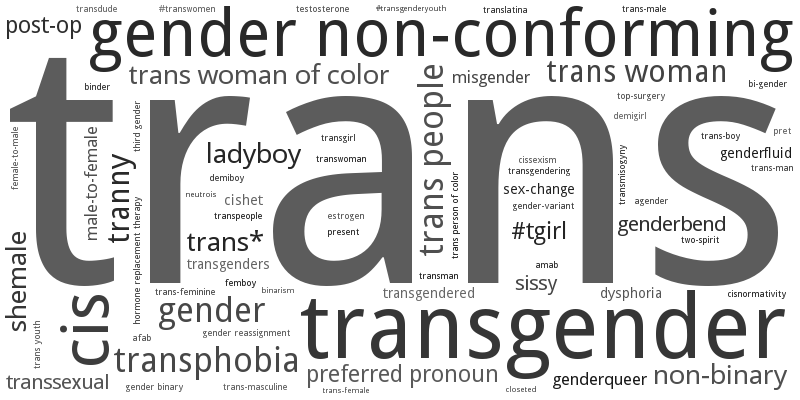 transdude
#transwomen
testosterone
#transgenderyouth
translatina
trans-male
post-op
gender non-conforming
trans woman of color
misgender
trans woman
binder
bi-gender
trans
top-surgery
demigirl
third gender
female-to-male
male-to-female
tranny
trans people
transgirl
trans-boy
pret
ladyboy
transwoman
cissexism
transmisogyny
genderfluid
transgendering
trans-man
demiboy
sex-change
neutrois
cishet
trans person of color
agender
gender-variant
transpeople
estrogen
hormone replacement therapy
#tgirl
genderbend
present
trans*
two-spirit
shemale
transgenders
amab
transman
femboy
sissy
trans-feminine
binarism
transgendered
dysphoria
cisnormativity
cis
gender
transgender
trans youth
afab
gender reassignment
transphobia
preferred pronoun
genderqueer
non-binary
transsexual
gender binary
trans-masculine
trans-female
closeted